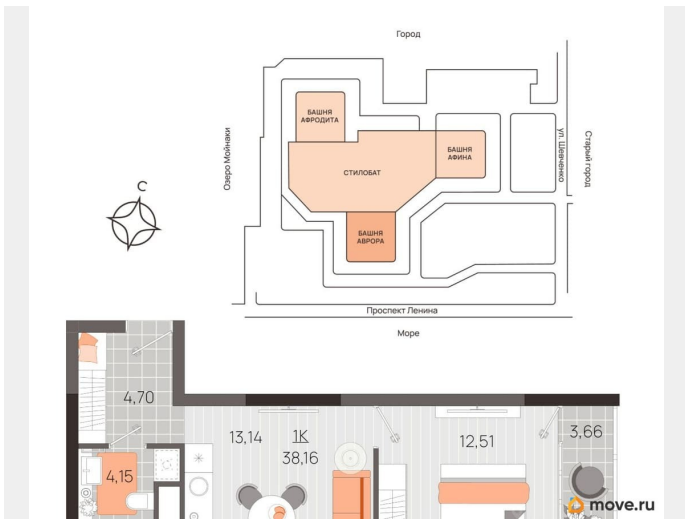 Город
БАШНЯ
АФРОДИТА
БАШНЯ
АФИНА
СТИЛОБАТ
БАШНЯ
АВРОРА
Озеро Мойнаки
ул. Шевченко
Старый город
С
Проспект Ленина
Море
4,70
13,14
1К
38,16
12,51
3,66
4,15
move.ru